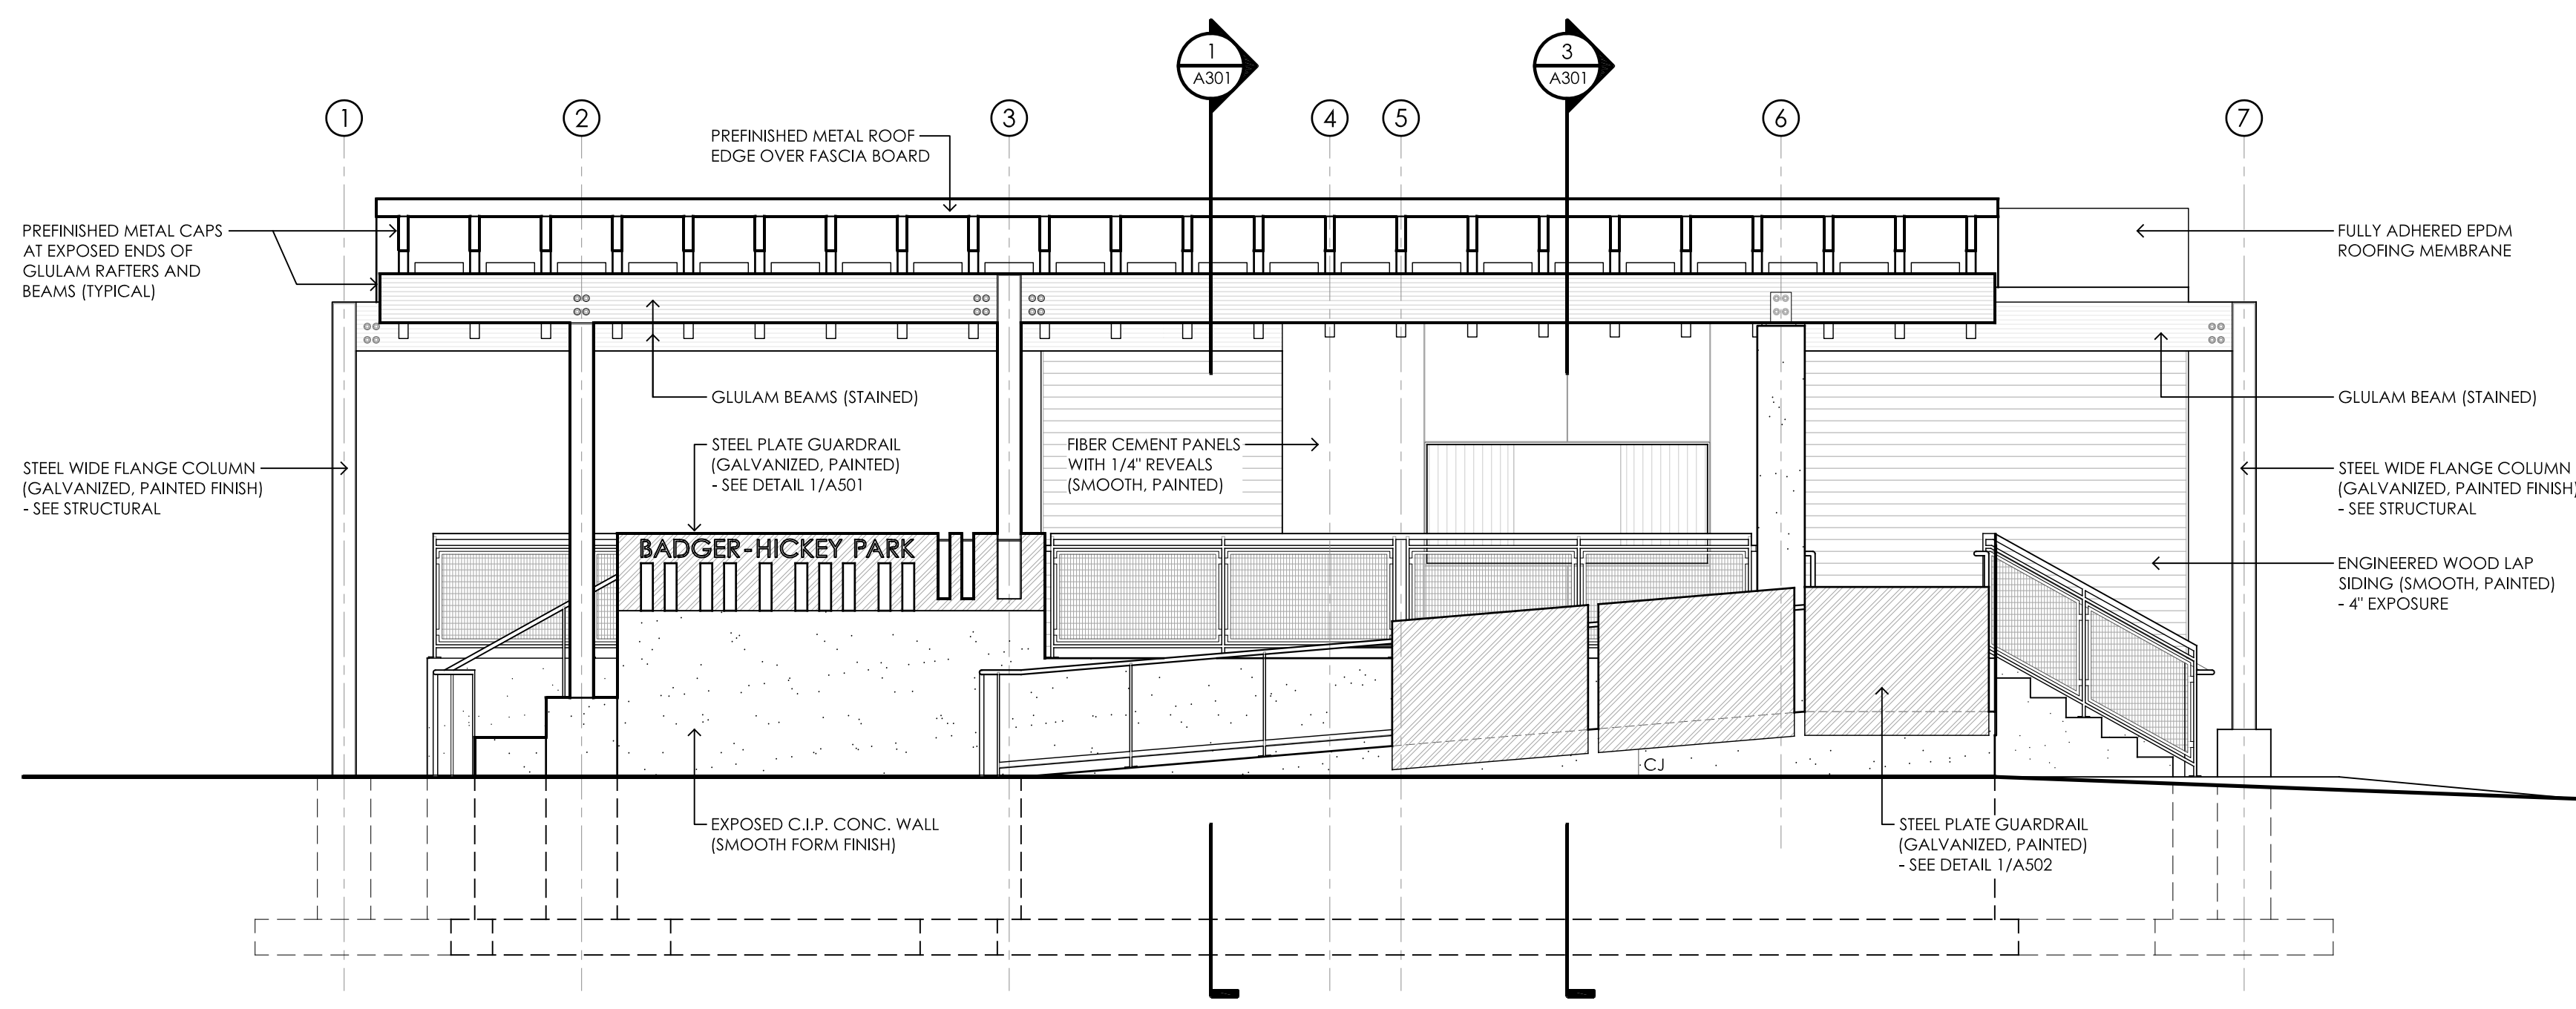 1
A301
3
A301
1
2
3
4
5
6
7
PREFINISHED METAL ROOF
EDGE OVER FASCIA BOARD
PREFINISHED METAL CAPS
AT EXPOSED ENDS OF
GLULAM RAFTERS AND
BEAMS (TYPICAL)
FULLY ADHERED EPDM
ROOFING MEMBRANE
GLULAM BEAMS (STAINED)
GLULAM BEAM (STAINED)
STEEL WIDE FLANGE COLUMN
(GALVANIZED, PAINTED FINISH)
- SEE STRUCTURAL
STEEL PLATE GUARDRAIL
(GALVANIZED, PAINTED)
- SEE DETAIL 1/A501
FIBER CEMENT PANELS
WITH 1/4" REVEALS
(SMOOTH, PAINTED)
STEEL WIDE FLANGE COLUMN
(GALVANIZED, PAINTED FINISH)
- SEE STRUCTURAL
BADGER-HICKEY PARK
ENGINEERED WOOD LAP
SIDING (SMOOTH, PAINTED)
- 4" EXPOSURE
CJ
EXPOSED C.I.P. CONC. WALL
(SMOOTH FORM FINISH)
STEEL PLATE GUARDRAIL
(GALVANIZED, PAINTED)
- SEE DETAIL 1/A502